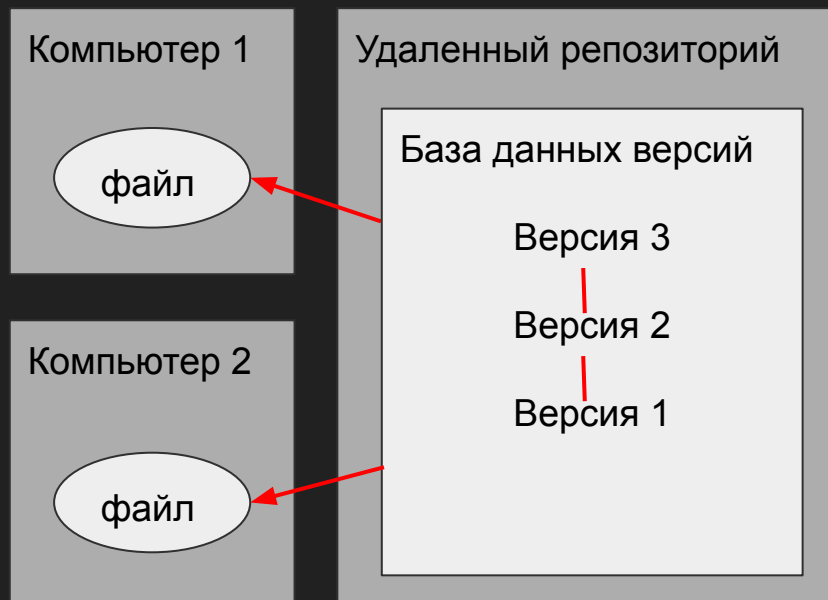 Компьютер 1
файл
Компьютер 2
файл
Удаленный репозиторий
База данных версий
Версия 3
Версия 2
Версия 1